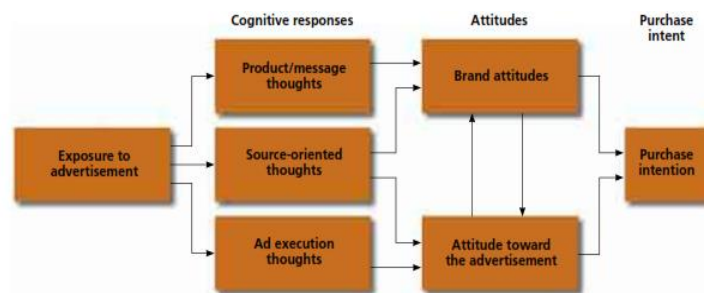 Cognitive responses
Attitudes
Purchase
intent
Product/message
thoughts
Brand attitudes
Exposure to
advertisement
Source-oriented
thoughts
Purchase
intention
Ad execution
thoughts
Attitude toward
the advertisement